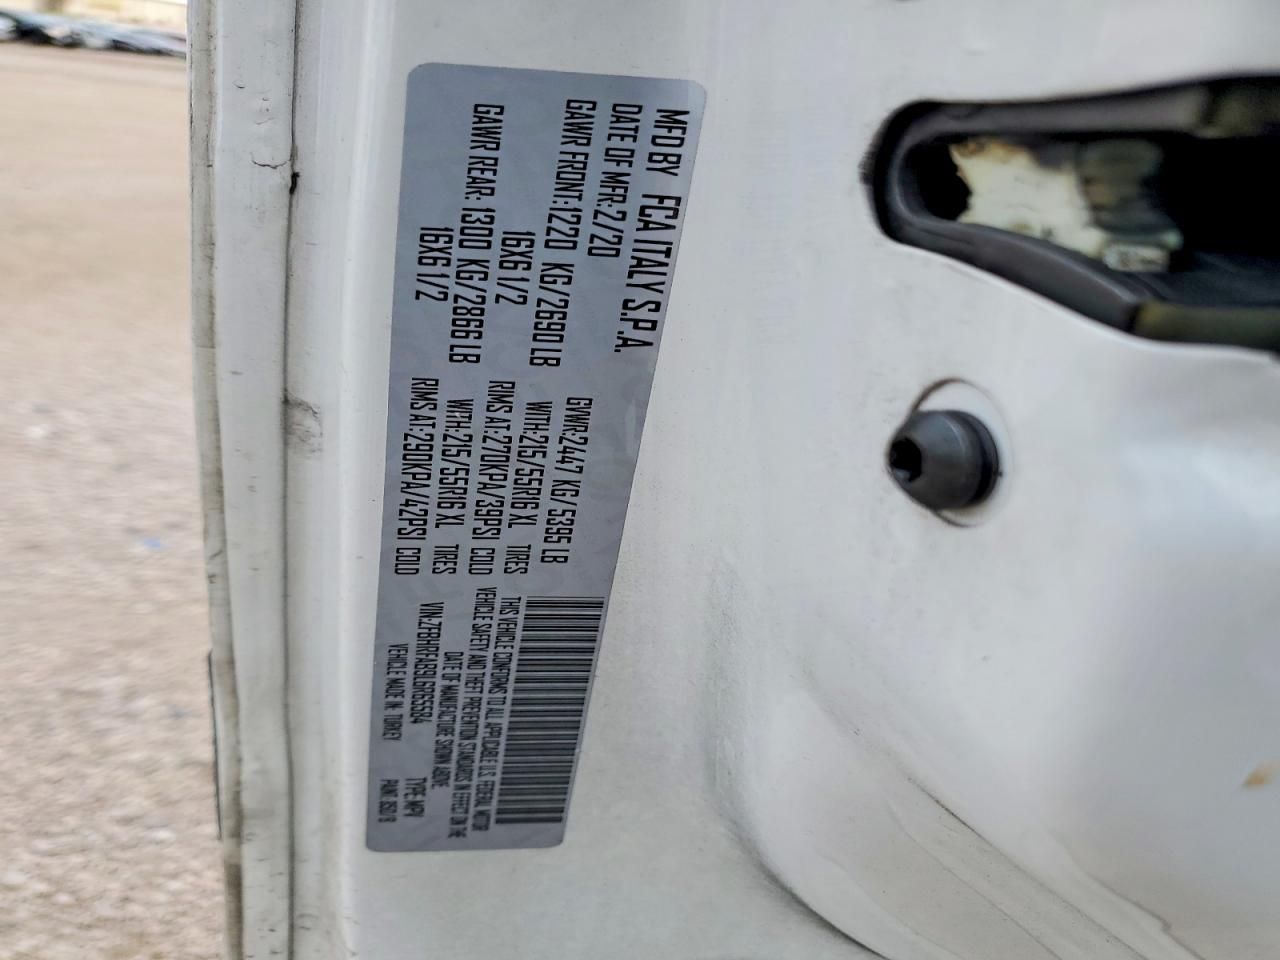 MFD BY FCA ITALY S.P.A.
DATE OF MFR:2/20
GAWR FRONT:1220 KG/2690 LB
16X6 1/2
GAWR REAR: 1300 KG/2866 LB
16X6 1/2
GVWR:2447 KG/ 5395 LB
WITH:215/55R16 XL TIRES
RIMS AT:270KPA/39PSI COLD
WITH:215/55R16 XL TIRES
RIMS AT:290KPA/42PSI COLD
THIS VEHICLE CONFORMS TO ALL APPLICABLE U.S. FEDERAL MOTOR
VEHICLE SAFETY AND THEFT PREVENTION STANDARDS IN EFFECT ON THE
DATE OF MANUFACTURE SHOWN ABOVE
VIN:ZFBHRFAB9L6R65584 TYPE:MPV
VEHICLE MADE IN: TURKEY PAINT: